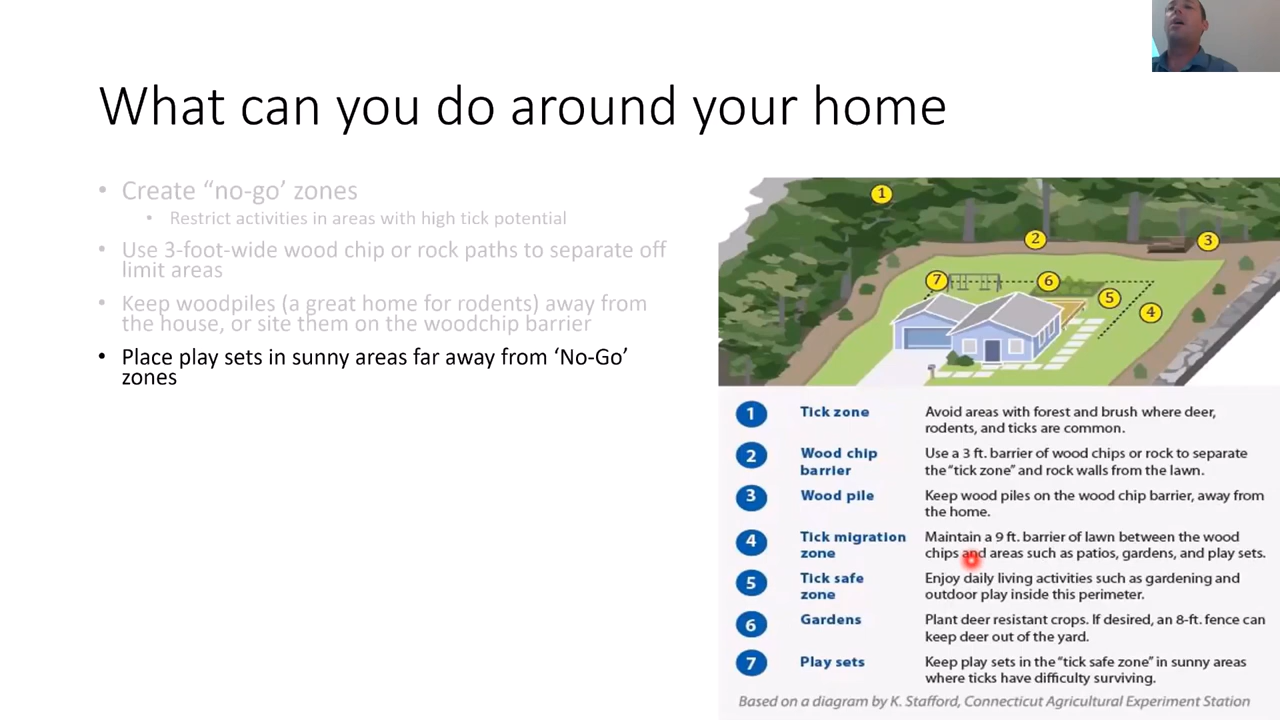 What can you do around your home
• Create “no-go’ zones
• Restrict activities in areas with high tick potential
• Use 3-foot-wide wood chip or rock paths to separate off
limit areas
• Keep woodpiles (a great home for rodents) away from
the house, or site them on the woodchip barrier
• Place play sets in sunny areas far away from ‘No-Go’
zones
1
2
3
7
6
5
4
1 Tick zone Avoid areas with forest and brush where deer,
rodents, and ticks are common.
2 Wood chip Use a 3 ft. barrier of wood chips or rock to separate
barrier the “tick zone” and rock walls from the lawn.
3 Wood pile Keep wood piles on the wood chip barrier, away from
the home.
4 Tick migration Maintain a 9 ft. barrier of lawn between the wood
zone chips and areas such as patios, gardens, and play sets.
5 Tick safe Enjoy daily living activities such as gardening and
zone outdoor play inside this perimeter.
6 Gardens Plant deer resistant crops. If desired, an 8-ft. fence can
keep deer out of the yard.
7 Play sets Keep play sets in the “tick safe zone” in sunny areas
where ticks have difficulty surviving.
Based on a diagram by K. Stafford, Connecticut Agricultural Experiment Station